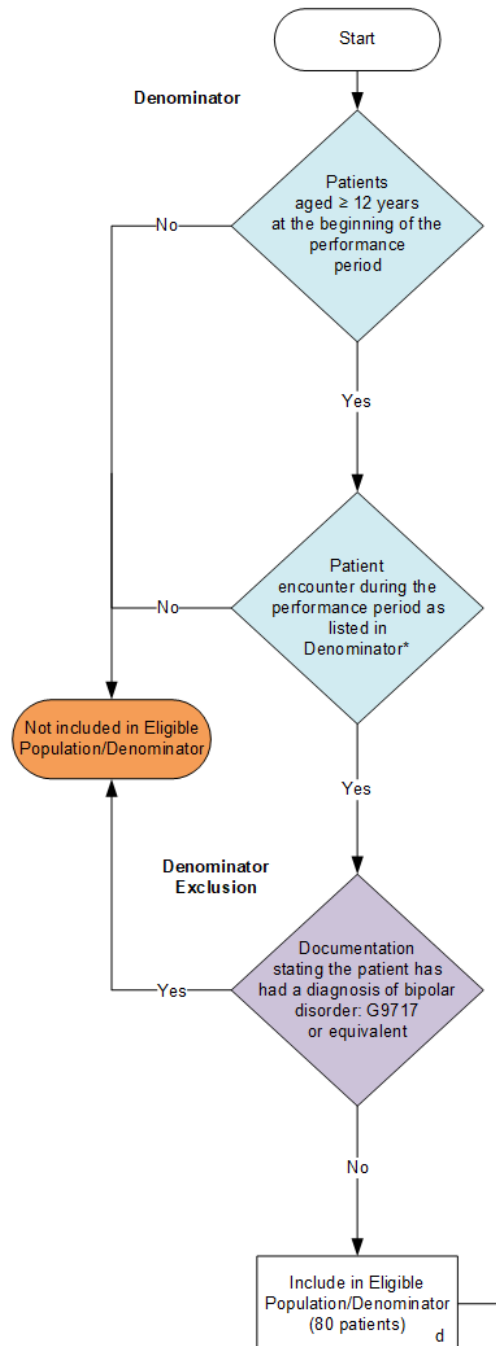 Start
Denominator
Patients
aged ≥ 12 years
at the beginning of the
performance
period
No
Yes
Patient
encounter during the
performance period as
listed in
Denominator*
No
Not included in Eligible
Population/Denominator
Yes
Denominator
Exclusion
Documentation
stating the patient has
had a diagnosis of bipolar
disorder: G9717
or equivalent
Yes
No
Include in Eligible
Population/Denominator
(80 patients)
d